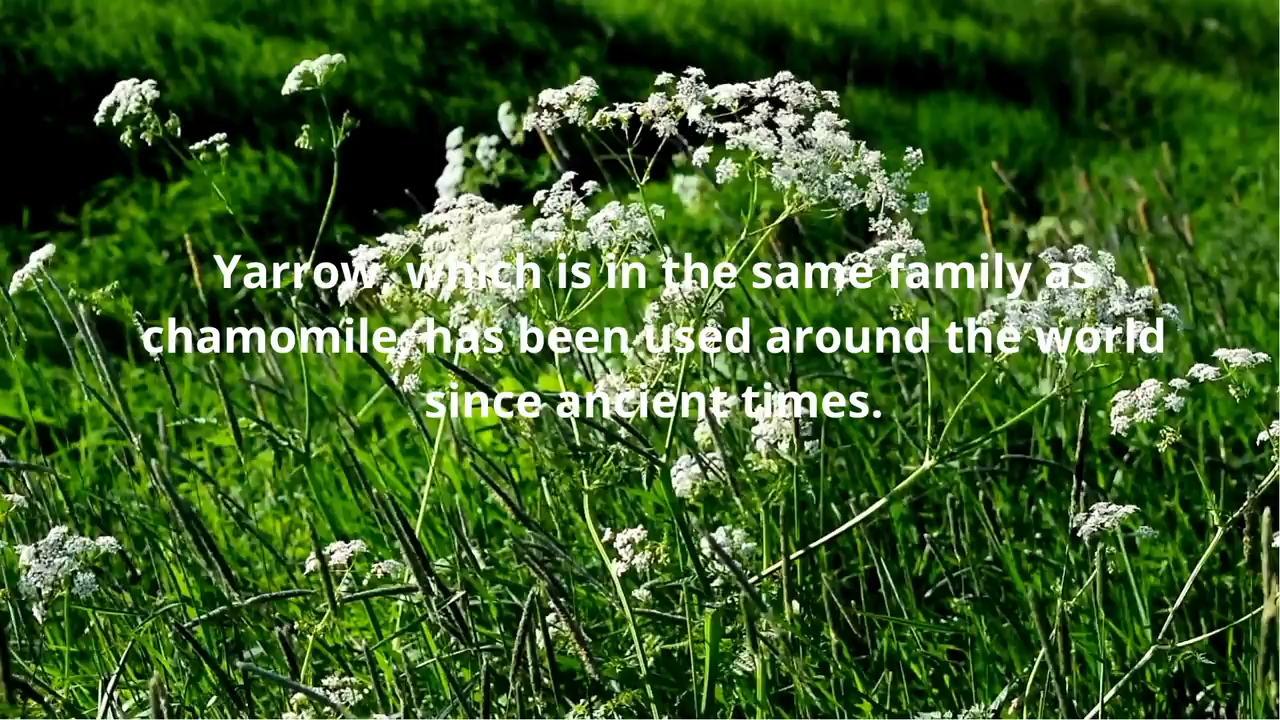 Yarrow, which is in the same family as
chamomile, has been used around the world
since ancient times.